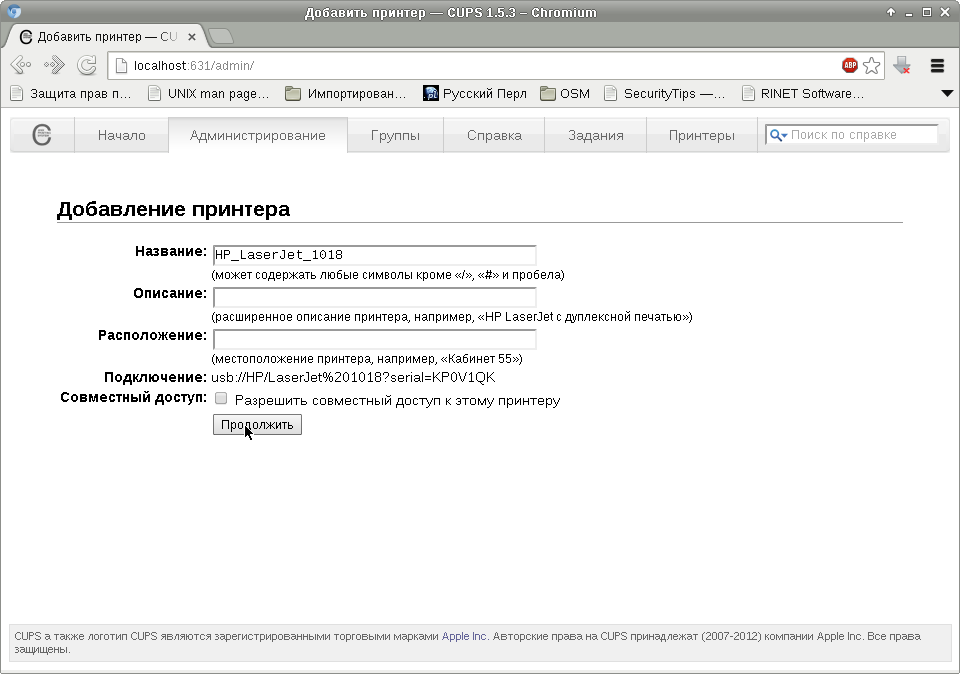 Добавить принтер — CUPS 1.5.3 – Chromium
Добавить принтер — CU
localhost:631/admin/
ABP
Защита прав п... UNIX man page... Импортирован... Русский Перл OSM SecurityTips —... RINET Software...
Начало Администрирование Группы Справка Задания Принтеры Поиск по справке
Добавление принтера
Название: HP_LaserJet_1018
(может содержать любые символы кроме «/», «#» и пробела)
Описание:
(расширенное описание принтера, например, «HP LaserJet с дуплексной печатью»)
Расположение:
(местоположение принтера, например, «Кабинет 55»)
Подключение: usb://HP/LaserJet%201018?serial=KP0V1QK
Совместный доступ: Разрешить совместный доступ к этому принтеру
Продолжить
CUPS а также логотип CUPS являются зарегистрированными торговыми марками Apple Inc. Авторские права на CUPS принадлежат (2007-2012) компании Apple Inc. Все права
защищены.